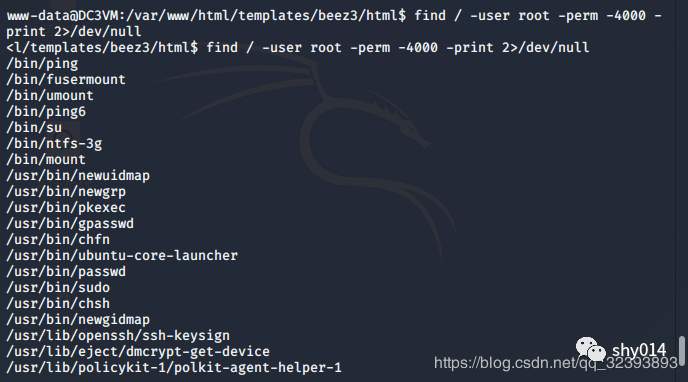 www-data@DC3VM:/var/www/html/templates/beez3/html$ find / -user root -perm -4000 -
print 2>/dev/null
<l/templates/beez3/html$ find / -user root -perm -4000 -print 2>/dev/null
/bin/ping
/bin/fusermount
/bin/umount
/bin/ping6
/bin/su
/bin/ntfs-3g
/bin/mount
/usr/bin/newuidmap
/usr/bin/newgrp
/usr/bin/pkexec
/usr/bin/gpasswd
/usr/bin/chfn
/usr/bin/ubuntu-core-launcher
/usr/bin/passwd
/usr/bin/sudo
/usr/bin/chsh
/usr/bin/newgidmap
/usr/lib/openssh/ssh-keysign
/usr/lib/eject/dmcrypt-get-device
/usr/lib/policykit-1/polkit-agent-helper-1
shy014
https://blog.csdn.net/qq_32393893